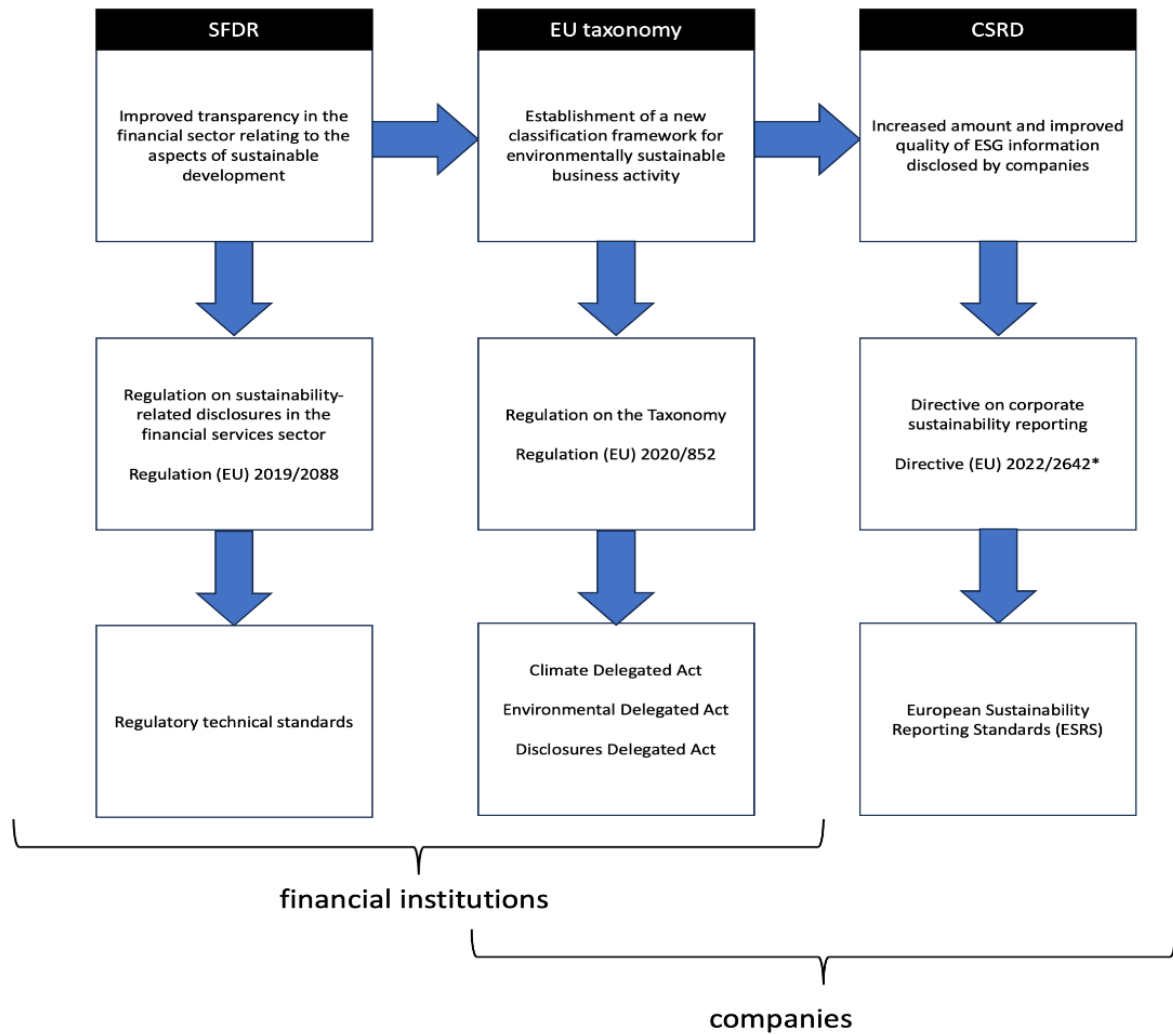 SFDR
Improved transparency in the
financial sector relating to the
aspects of sustainable
development
EU taxonomy
Establishment of a new
classification framework for
environmentally sustainable
business activity
CSRD
Increased amount and improved
quality of ESG information
disclosed by companies
Regulation on sustainability-
related disclosures in the
financial services sector
Regulation (EU) 2019/2088
Regulation on the Taxonomy
Regulation (EU) 2020/852
Directive on corporate
sustainability reporting
Directive (EU) 2022/2642*
Regulatory technical standards
Climate Delegated Act
Environmental Delegated Act
Disclosures Delegated Act
European Sustainability
Reporting Standards (ESRS)
financial institutions
companies